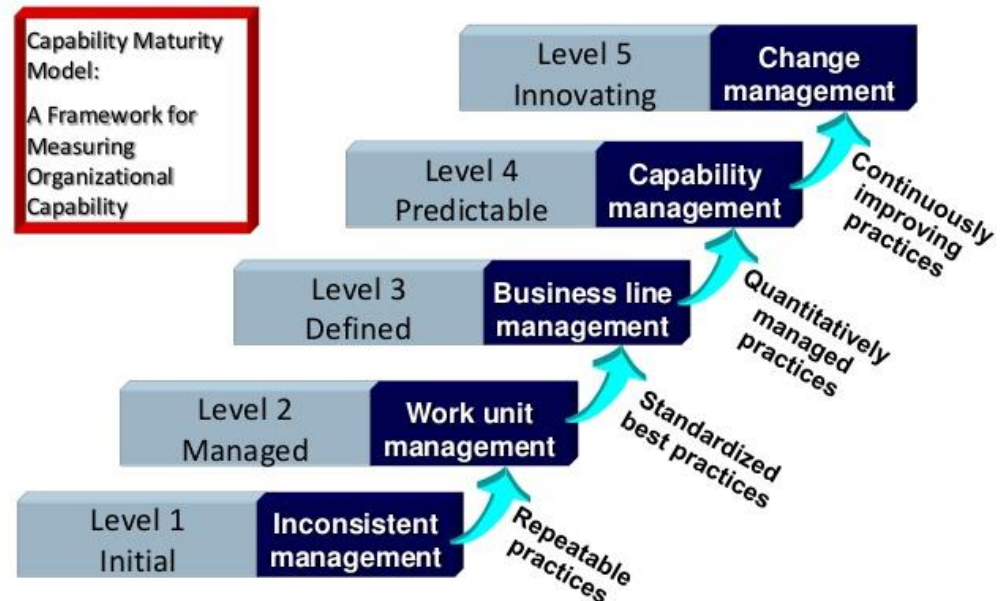 Capability Maturity
Model:
A Framework for
Measuring
Organizational
Capability
Level 5
Innovating
Change
management
Continuously
improving
practices
Level 4
Predictable
Capability
management
Quantitatively
managed
practices
Level 3
Defined
Business line
management
Standardized
best practices
Level 2
Managed
Work unit
management
Repeatable
practices
Level 1
Initial
Inconsistent
management